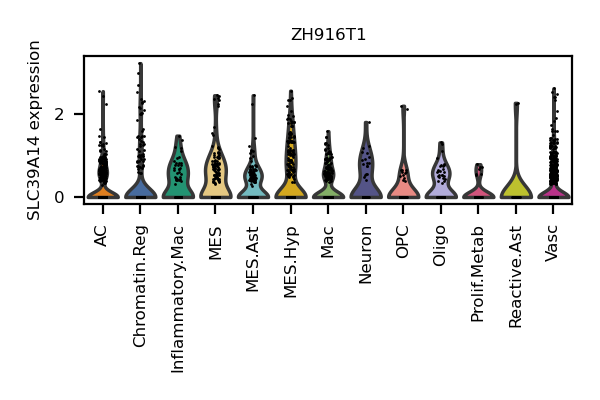 ZH916T1
SLC39A14 expression
2
0
AC
Chromatin.Reg
Inflammatory.Mac
MES
MES.Ast
MES.Hyp
Mac
Neuron
OPC
Oligo
Prolif.Metab
Reactive.Ast
Vasc